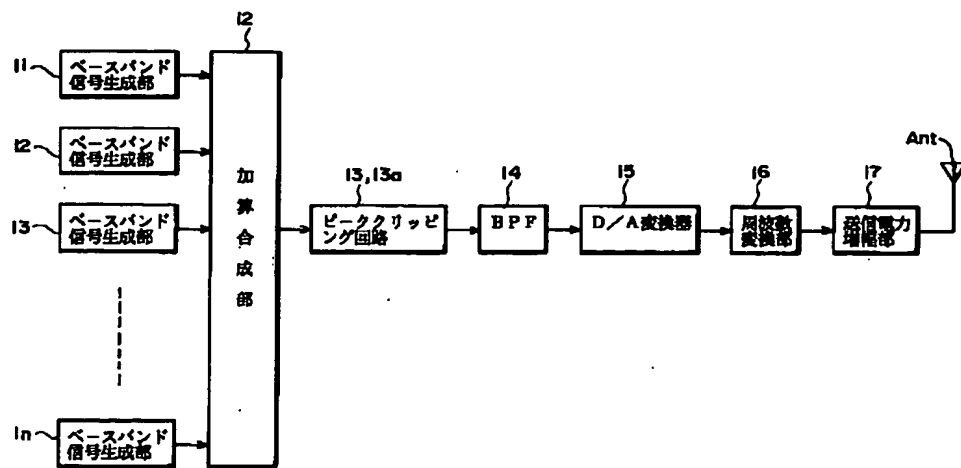 12
11
ベースバンド
信号生成部
12
ベースバンド
信号生成部
13
ベースバンド
信号生成部
1n
ベースバンド
信号生成部
加算合成部
13,13a
ピーククリッピ
ング回路
14
BPF
15
D/A変換器
16
周波数
変換部
17
送信電力
増幅部
Ant